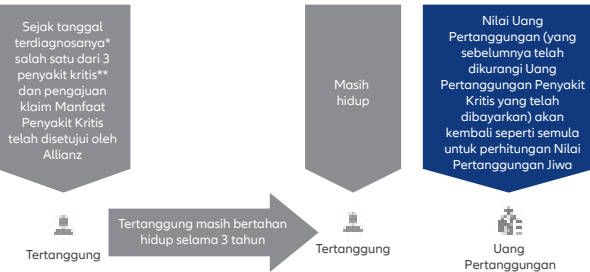 Sejak tanggal
terdiagnosanya*
salah satu dari 3
penyakit kritis**
dan pengajuan
klaim Manfaat
Penyakit Kritis
telah disetujui oleh
Allianz
Masih
hidup
Nilai Uang
Pertanggungan (yang
sebelumnya telah
dikurangi Uang
Pertanggungan Penyakit
Kritis yang telah
dibayarkan) akan
kembali seperti semula
untuk perhitungan Nilai
Pertanggungan Jiwa
Tertanggung
Tertanggung masih bertahan
hidup selama 3 tahun
Tertanggung
Uang
Pertanggungan